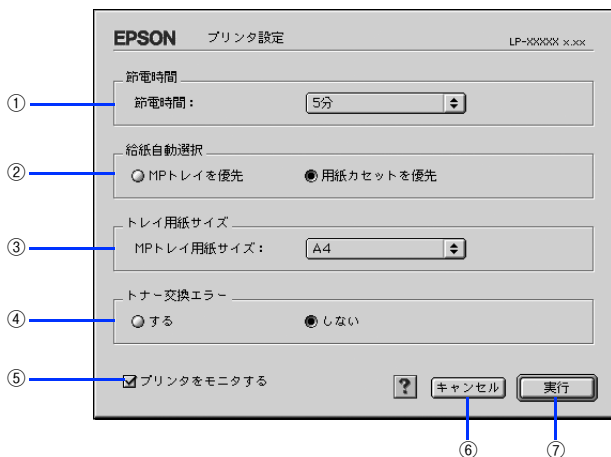 EPSON プリンタ設定 LP-XXXXX x.xx
節電時間
① 節電時間： 5分
給紙自動選択
② MPトレイを優先 用紙カセットを優先
トレイ用紙サイズ
③ MPトレイ用紙サイズ： A4
トナー交換エラー
④ する しない
⑤ プリンタをモニタする ? キャンセル 実行
⑥ ⑦